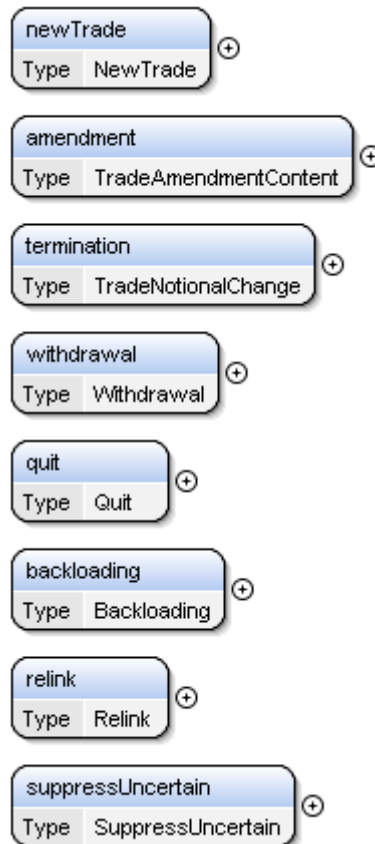 newTrade
Type NewTrade
amendment
Type TradeAmendmentContent
termination
Type TradeNotionalChange
withdrawal
Type Withdrawal
quit
Type Quit
backloading
Type Backloading
relink
Type Relink
suppressUncertain
Type SuppressUncertain